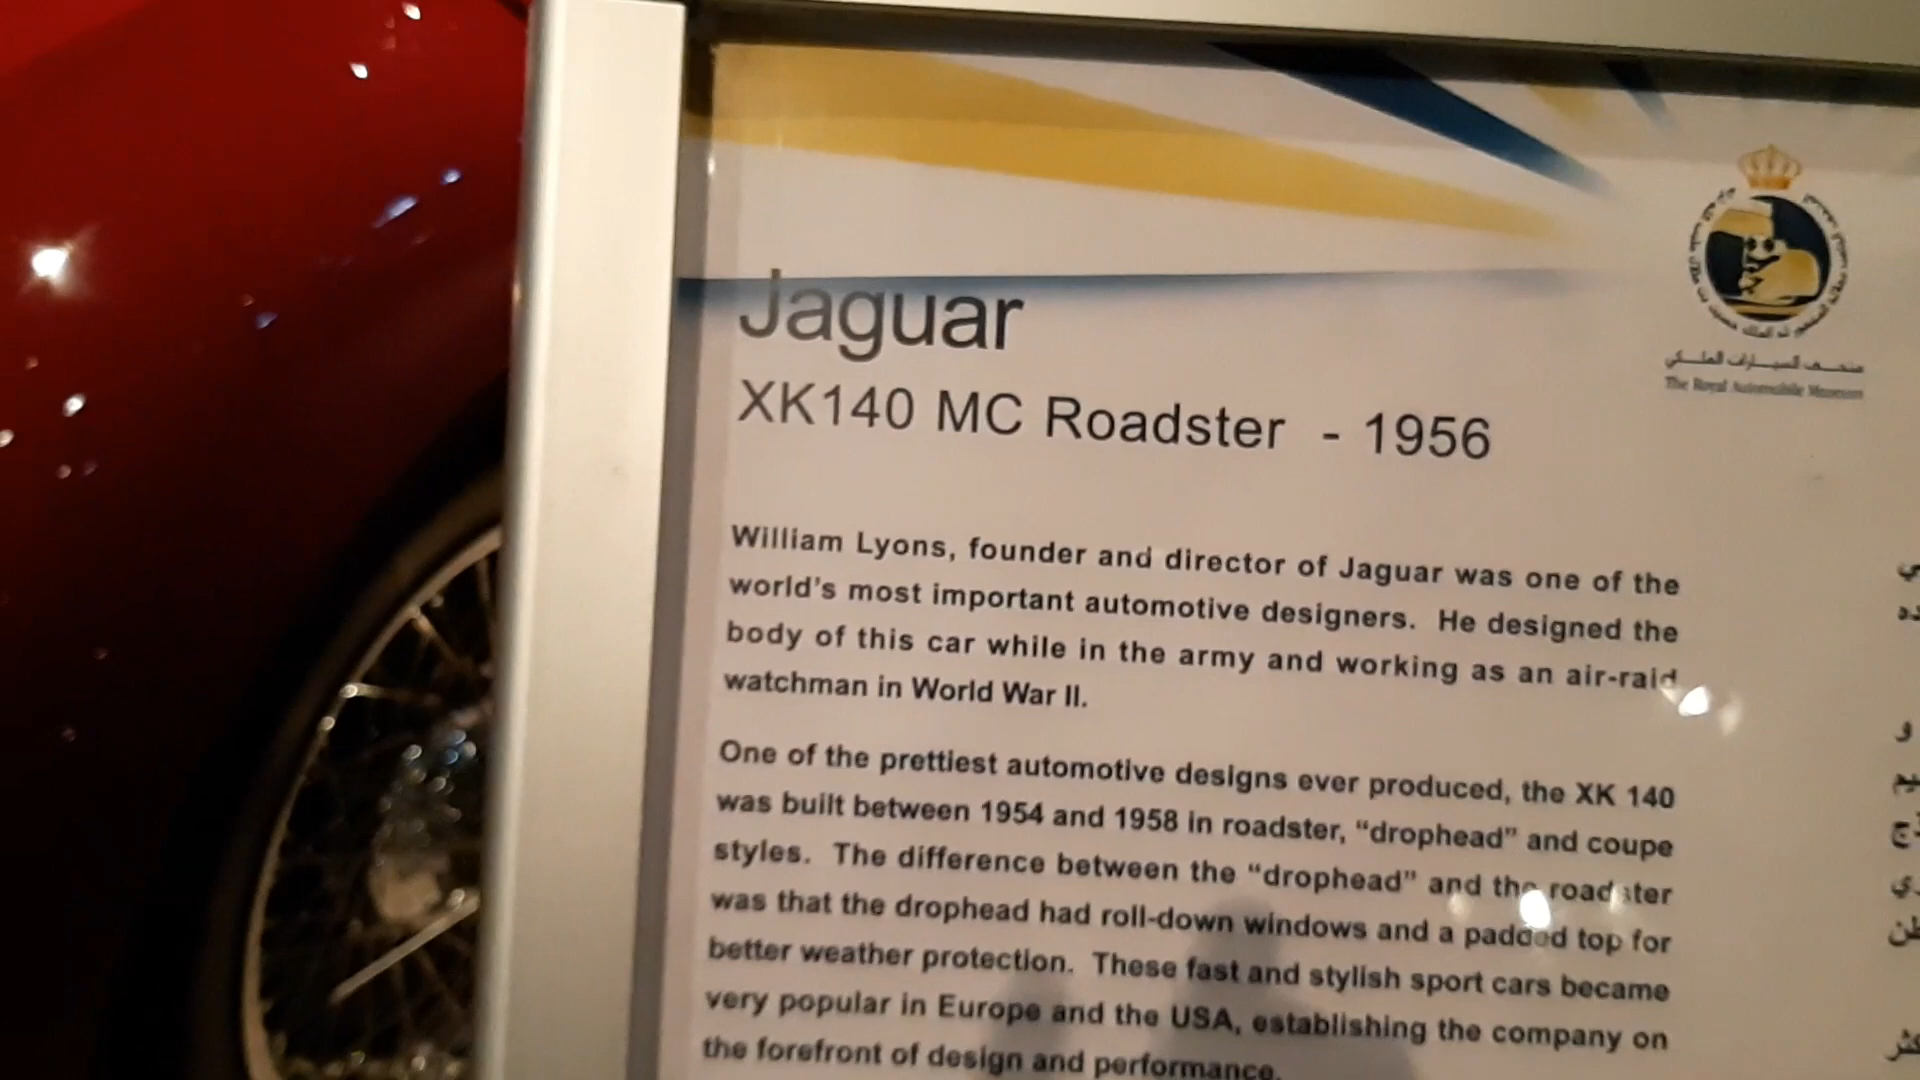 Jaguar
XK140 MC Roadster - 1956
منحف السيارات الملكي
The Royal Automobile Museum
William Lyons, founder and director of Jaguar was one of the
world's most important automotive designers. He designed the
body of this car while in the army and working as an air-raid
watchman in World War II.
One of the prettiest automotive designs ever produced, the XK 140
was built between 1954 and 1958 in roadster, “drophead” and coupe
styles. The difference between the “drophead” and the roadster
was that the drophead had roll-down windows and a padded top for
better weather protection. These fast and stylish sport cars became
very popular in Europe and the USA, establishing the company on
the forefront of design and performance.